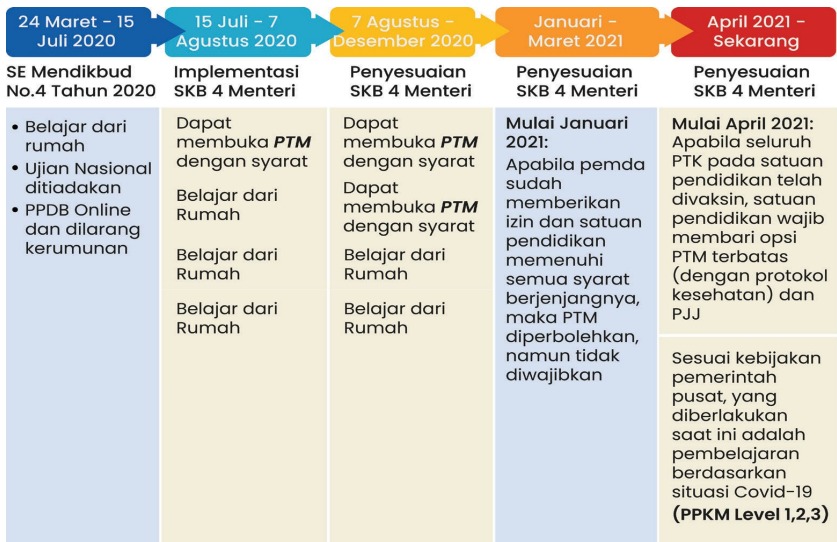 24 Maret - 15
Juli 2020
15 Juli - 7
Agustus 2020
7 Agustus -
Desember 2020
Januari -
Maret 2021
April 2021 -
Sekarang
SE Mendikbud
No.4 Tahun 2020
Implementasi
SKB 4 Menteri
Penyesuaian
SKB 4 Menteri
Penyesuaian
SKB 4 Menteri
Penyesuaian
SKB 4 Menteri
• Belajar dari
rumah
• Ujian Nasional
ditiadakan
• PPDB Online
dan dilarang
kerumunan
Dapat
membuka PTM
dengan syarat
Belajar dari
Rumah
Belajar dari
Rumah
Belajar dari
Rumah
Dapat
membuka PTM
dengan syarat
Dapat
membuka PTM
dengan syarat
Belajar dari
Rumah
Belajar dari
Rumah
Mulai Januari
2021:
Apabila pemda
sudah
memberikan
izin dan satuan
pendidikan
memenuhi
semua syarat
berjenjangnya,
maka PTM
diperbolehkan,
namun tidak
diwajibkan
Mulai April 2021:
Apabila seluruh
PTK pada satuan
pendidikan telah
divaksin, satuan
pendidikan wajib
membari opsi
PTM terbatas
(dengan protokol
kesehatan) dan
PJJ
Sesuai kebijakan
pemerintah
pusat, yang
diberlakukan
saat ini adalah
pembelajaran
berdasarkan
situasi Covid-19
(PPKM Level 1,2,3)